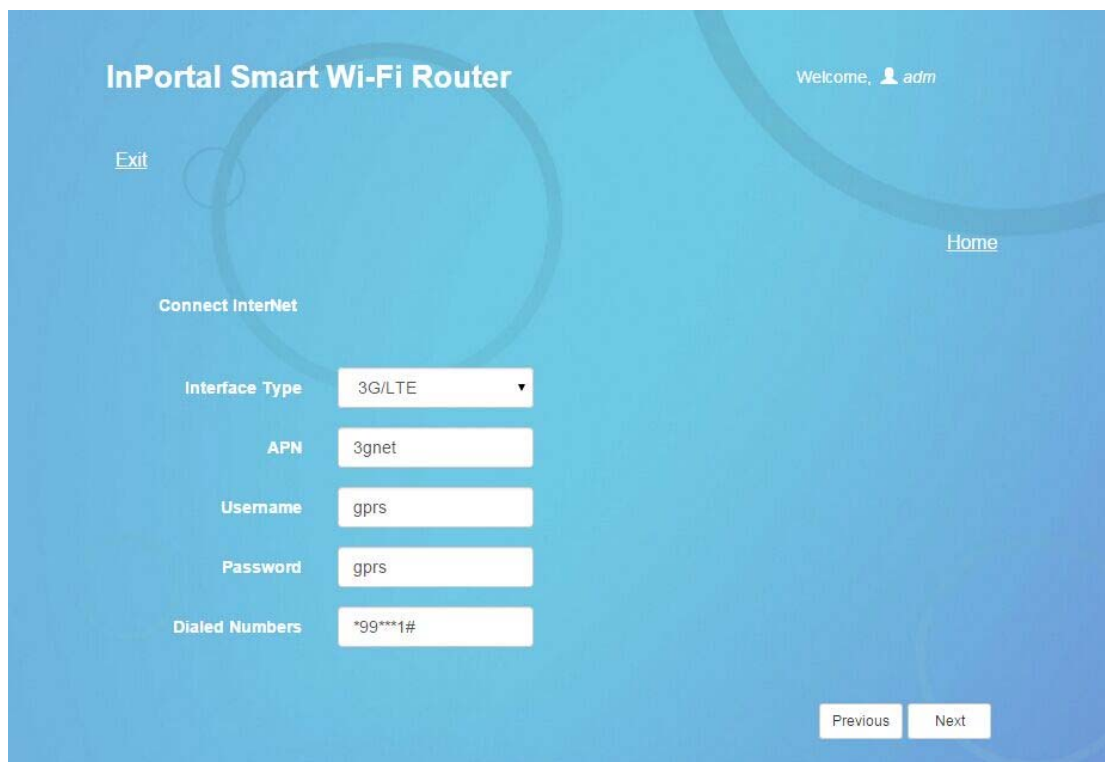 InPortal Smart Wi-Fi Router
Welcome, adm
Exit
Home
Connect InterNet
Interface Type 3G/LTE
APN 3gnet
Username gprs
Password gprs
Dialed Numbers *99***1#
Previous Next